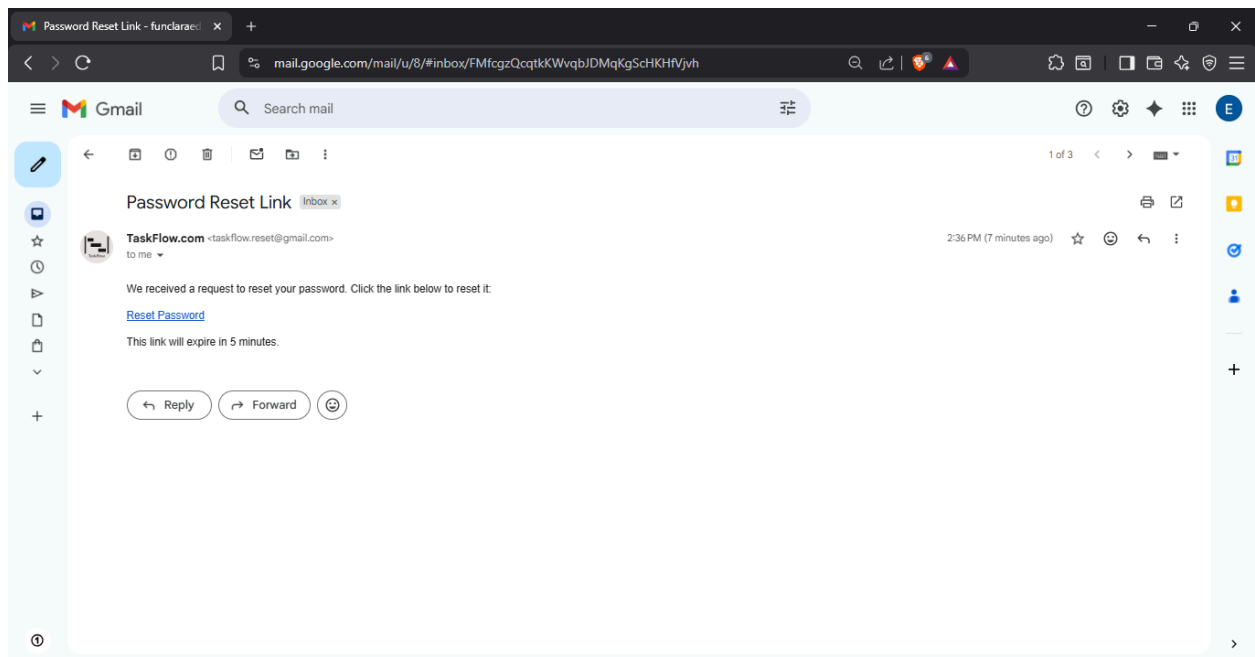 Password Reset Link - funclaraed
mail.google.com/mail/u/8/#inbox/FMfcgzQcqtkKWvqbJDMqKgScHKHfVjvh
6
Gmail
Search mail
E
1 of 3
31
Password Reset Link
Inbox ×
TaskFlow.com <taskflow.reset@gmail.com>
2:36 PM (7 minutes ago)
to me
We received a request to reset your password. Click the link below to reset it:
Reset Password
This link will expire in 5 minutes.
Reply
Forward